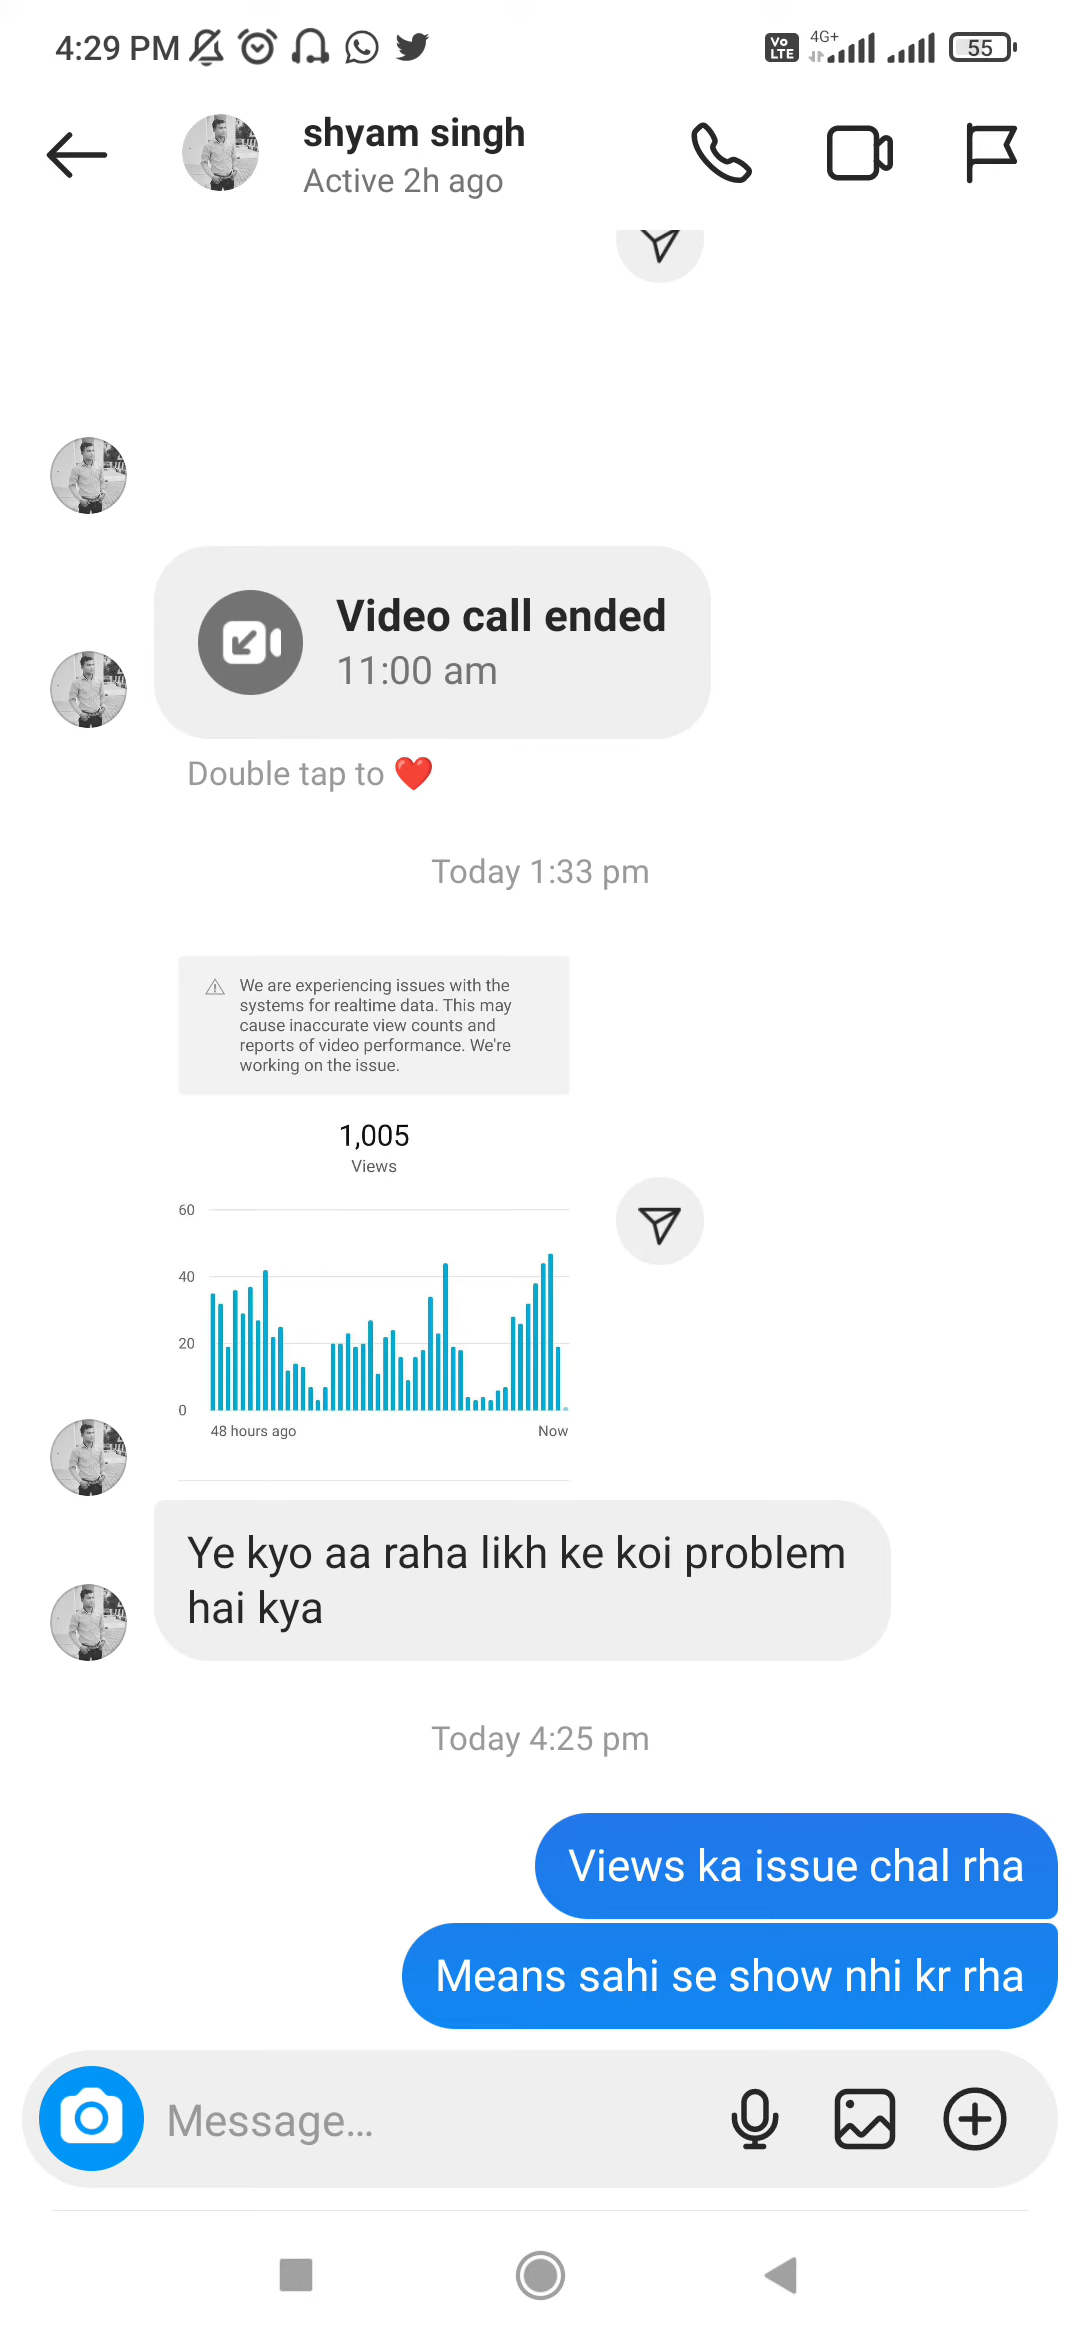 4:29 PM
Vo LTE
4G+
55
shyam singh
Active 2h ago
Video call ended
11:00 am
Double tap to ❤️
Today 1:33 pm
We are experiencing issues with the
systems for realtime data. This may
cause inaccurate view counts and
reports of video performance. We're
working on the issue.
1,005
Views
60
40
20
0
48 hours ago
Now
Ye kyo aa raha likh ke koi problem
hai kya
Today 4:25 pm
Views ka issue chal rha
Means sahi se show nhi kr rha
Message...